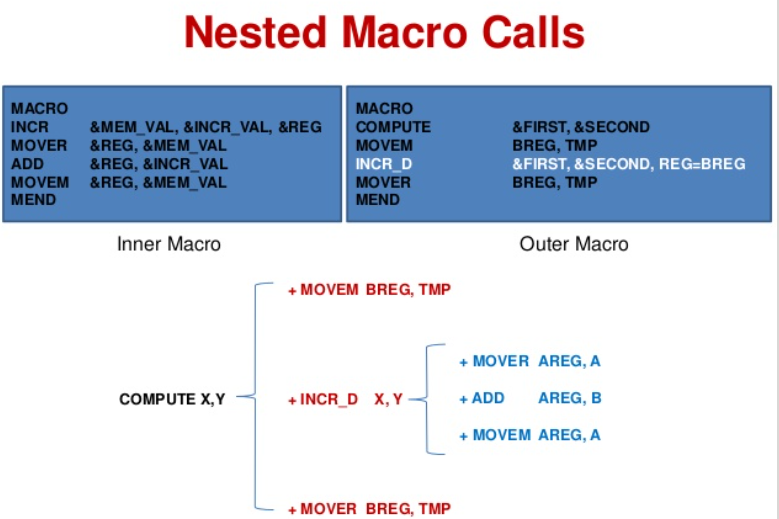 Nested Macro Calls
MACRO
INCR &MEM_VAL, &INCR_VAL, &REG
MOVER &REG, &MEM_VAL
ADD &REG, &INCR_VAL
MOVEM &REG, &MEM_VAL
MEND
MACRO
COMPUTE &FIRST, &SECOND
MOVEM BREG, TMP
INCR_D &FIRST, &SECOND, REG=BREG
MOVER BREG, TMP
MEND
Inner Macro
Outer Macro
+ MOVEM BREG, TMP
+ MOVER AREG, A
COMPUTE X,Y
+ INCR_D X, Y
+ ADD AREG, B
+ MOVEM AREG, A
+ MOVER BREG, TMP